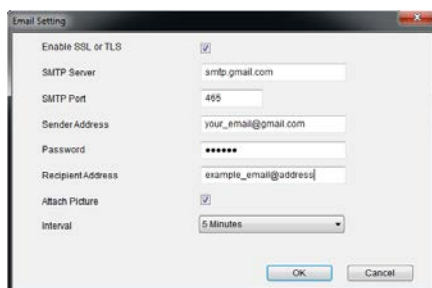 Email Setting
Enable SSL or TLS
SMTP Server smtp.gmail.com
SMTP Port 465
Sender Address your_email@gmail.com
Password ••••••
Recipient Address example_email@address
Attach Picture
Interval 5 Minutes
OK Cancel